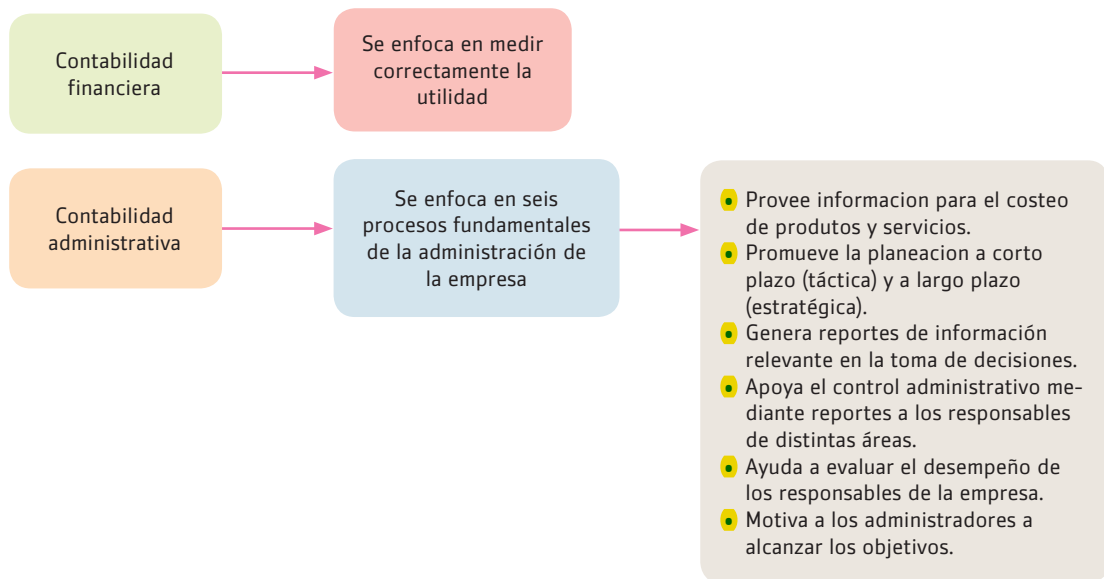 Contabilidad
financiera
Se enfoca en medir
correctamente la
utilidad
Contabilidad
administrativa
Se enfoca en seis
procesos fundamentales
de la administración de
la empresa
Provee informacion para el costeo
de produtos y servicios.
Promueve la planeacion a corto
plazo (táctica) y a largo plazo
(estratégica).
Genera reportes de información
relevante en la toma de decisiones.
Apoya el control administrativo me-
diante reportes a los responsables
de distintas áreas.
Ayuda a evaluar el desempeño de
los responsables de la empresa.
Motiva a los administradores a
alcanzar los objetivos.